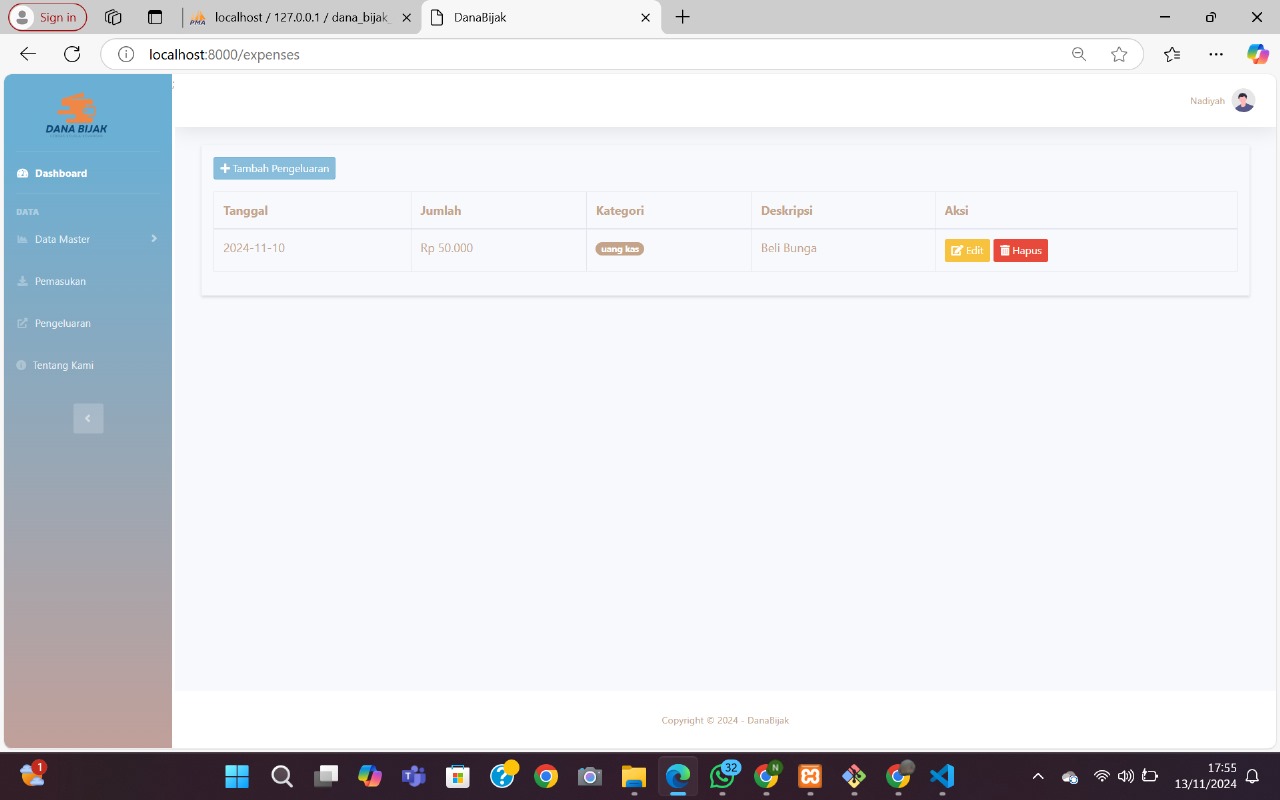 Sign in
localhost / 127.0.0.1 / dana_bijak_
DanaBijak
localhost:8000/expenses
DANA BIJAK
Nadiyah
Dashboard
DATA
Data Master
Pemasukan
Pengeluaran
Tentang Kami
Tambah Pengeluaran
Tanggal Jumlah Kategori Deskripsi Aksi
2024-11-10 Rp 50.000 uang kas Beli Bunga Edit Hapus
Copyright © 2024 - DanaBijak
1
32
N
17:55
13/11/2024